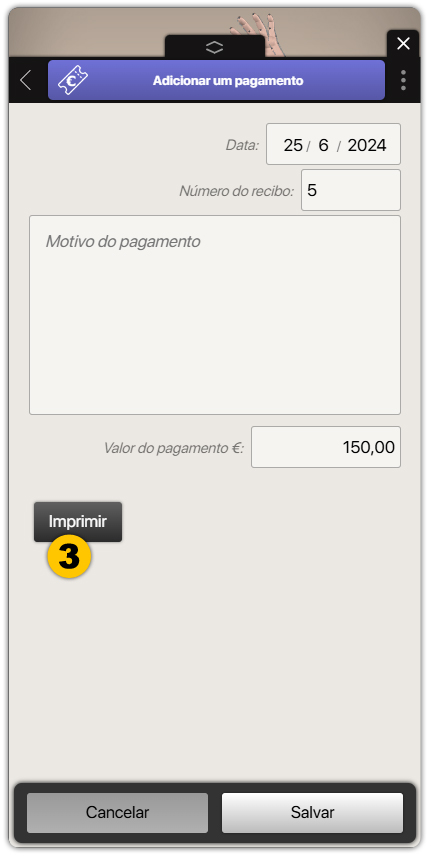 Adicionar um pagamento
Data: 25 / 6 / 2024
Número do recibo: 5
Motivo do pagamento
Valor do pagamento €: 150,00
Imprimir
3
Cancelar Salvar